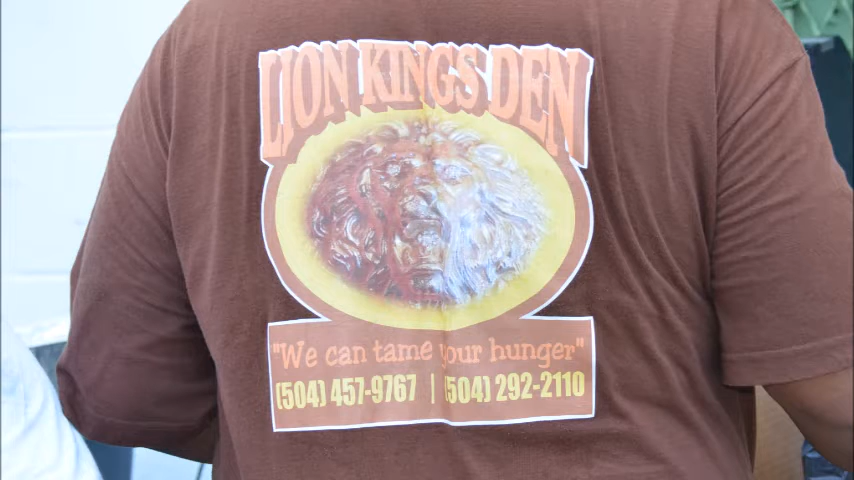 LION KINGS DEN
"We can tame your hunger"
(504) 457-9767 | (504) 292-2110